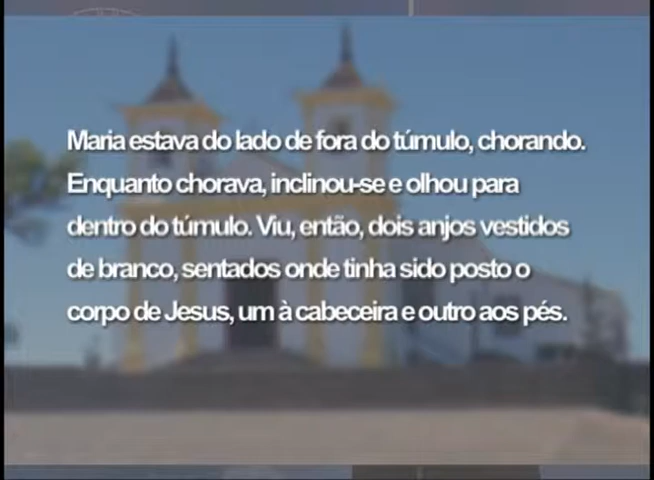 Maria estava do lado de fora do túmulo, chorando.
Enquanto chorava, inclinou-se e olhou para
dentro do túmulo. Viu, então, dois anjos vestidos
de branco, sentados onde tinha sido posto o
corpo de Jesus, um à cabeceira e outro aos pés.